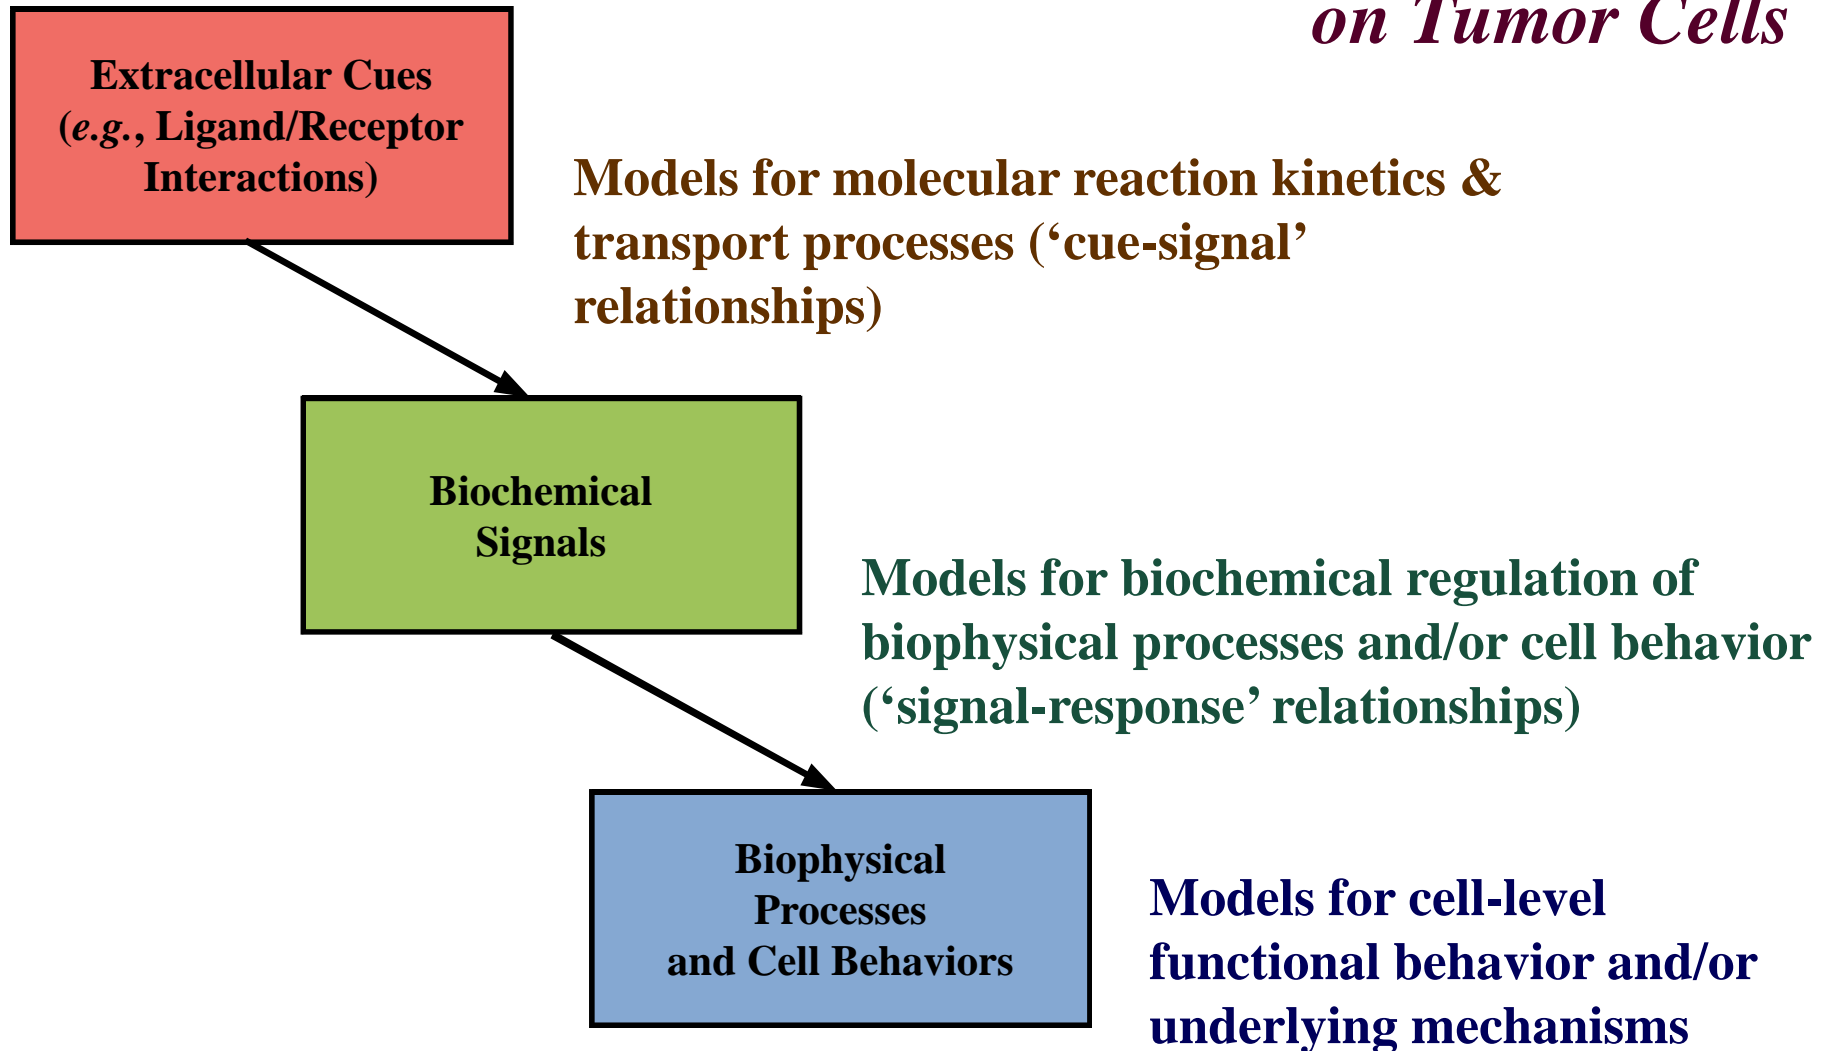 on Tumor Cells
Extracellular Cues
(e.g., Ligand/Receptor
Interactions)
Models for molecular reaction kinetics &
transport processes (‘cue-signal’
relationships)
Biochemical
Signals
Models for biochemical regulation of
biophysical processes and/or cell behavior
(‘signal-response’ relationships)
Biophysical
Processes
and Cell Behaviors
Models for cell-level
functional behavior and/or
underlying mechanisms